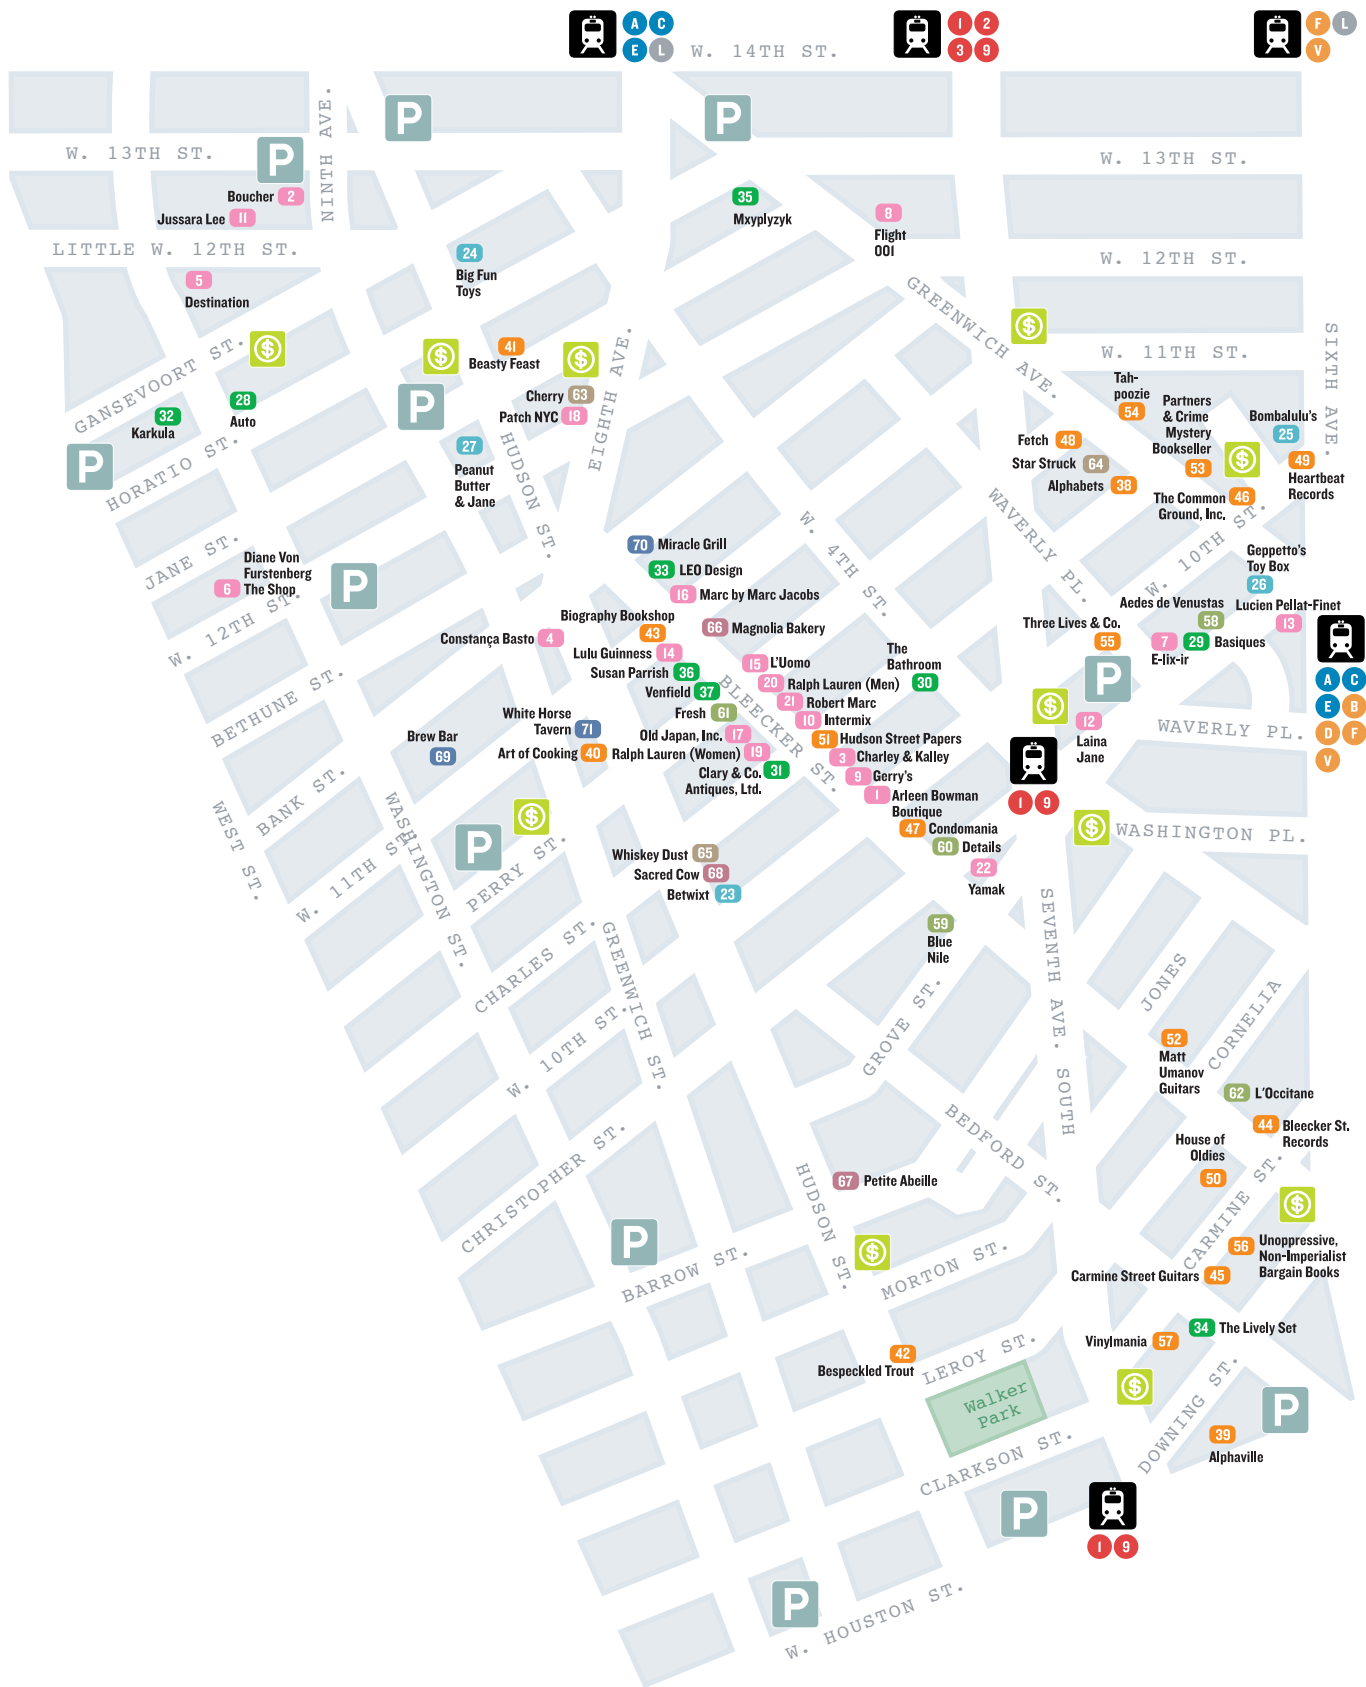 A C
E L
W. 14TH ST.
1 2
3 9
F L
V
P
P
W. 13TH ST.
P
NINTH AVE.
W. 13TH ST.
Boucher 2
Jussara Lee 11
35
Mxyplyzyk
8
Flight
001
LITTLE W. 12TH ST.
24
Big Fun
Toys
W. 12TH ST.
5
Destination
GREENWICH AVE.
$
GANSEVOORT ST.
$
$
41
Beasty Feast
$
EIGHTH AVE.
W. 11TH ST.
SIXTH AVE.
Cherry 63
Patch NYC 18
P
28
Auto
32
Karkula
Tah-
poozie
54
Partners
& Crime
Mystery
Bookseller
53
Bombalulu's
25
Fetch 48
Star Struck 64
Alphabets 38
$
49
Heartbeat
Records
The Common 46
Ground, Inc.
P
HORATIO ST.
27
Peanut
Butter
& Jane
HUDSON ST.
WAVERLY PL.
W. 10TH ST.
W. 4TH ST.
JANE ST.
70 Miracle Grill
33 LEO Design
16 Marc by Marc Jacobs
Geppetto's
Toy Box
26
Diane Von
Furstenberg
6 The Shop
P
W. 12TH ST.
Biography Bookshop
43
66 Magnolia Bakery
Constança Basto 4
Lulu Guinness 14
Susan Parrish 36
Venfield 37
Fresh 61
Old Japan, Inc. 17
Ralph Lauren (Women) 19
Clary & Co. 31
Antiques, Ltd.
BLEECKER ST.
15 L'Uomo
20 Ralph Lauren (Men)
21 Robert Marc
10 Intermix
51 Hudson Street Papers
3 Charley & Kalley
9 Gerry's
1 Arleen Bowman
Boutique
47 Condomania
60 Details
22
Yamak
The
Bathroom
30
Three Lives & Co.
55
Aedes de Venustas
58
Lucien Pellat-Finet
13
7 29 Basiques
E-lix-ir
P
$
12
Laina
Jane
A C
E B
D F
V
WAVERLY PL.
1 9
$
WASHINGTON PL.
BETHUNE ST.
White Horse
Tavern 71
Art of Cooking 40
Brew Bar
69
BANK ST.
WEST ST.
W. 11TH ST.
WASHINGTON ST.
$
P
PERRY ST.
Whiskey Dust 65
Sacred Cow 68
Betwixt 23
CHARLES ST.
GREENWICH ST.
59
Blue
Nile
SEVENTH AVE. SOUTH
GROVE ST.
JONES
CORNELIA
W. 10TH ST.
52
Matt
Umanov
Guitars
62 L'Occitane
44 Bleecker St.
Records
BEDFORD ST.
CHRISTOPHER ST.
House of
Oldies
50
CARMINE ST.
$
67 Petite Abeille
HUDSON ST.
P
BARROW ST.
$
MORTON ST.
56 Unoppressive,
Non-Imperialist
Bargain Books
Carmine Street Guitars 45
34 The Lively Set
Vinylmania 57
42
Bespeckled Trout
LEROY ST.
Walker
Park
$
DOWNING ST.
P
39
Alphaville
CLARKSON ST.
P
1 9
P
W. HOUSTON ST.